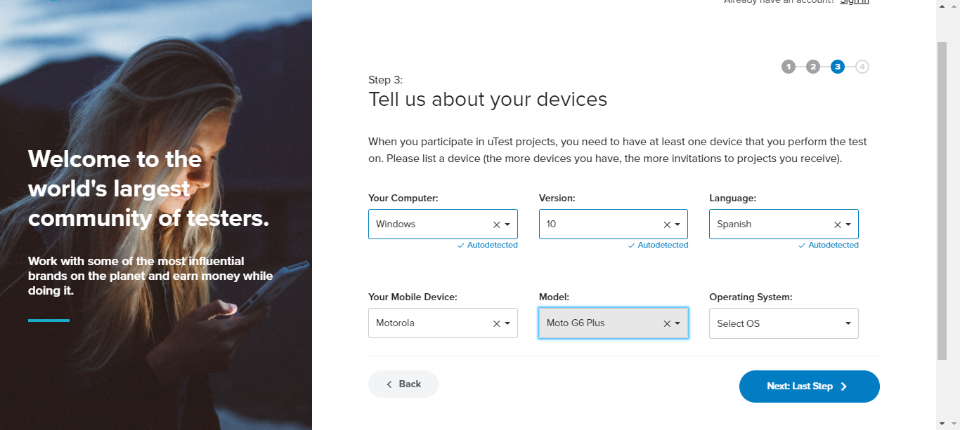 Already have an account? Sign in
1 2 3 4
Step 3:
Tell us about your devices
When you participate in uTest projects, you need to have at least one device that you perform the test
on. Please list a device (the more devices you have, the more invitations to projects you receive).
Welcome to the
world's largest
community of testers.
Work with some of the most influential
brands on the planet and earn money while
doing it.
Your Computer: Version: Language:
Windows 10 Spanish
Autodetected Autodetected Autodetected
Your Mobile Device: Model: Operating System:
Motorola Moto G6 Plus Select OS
Back Next: Last Step